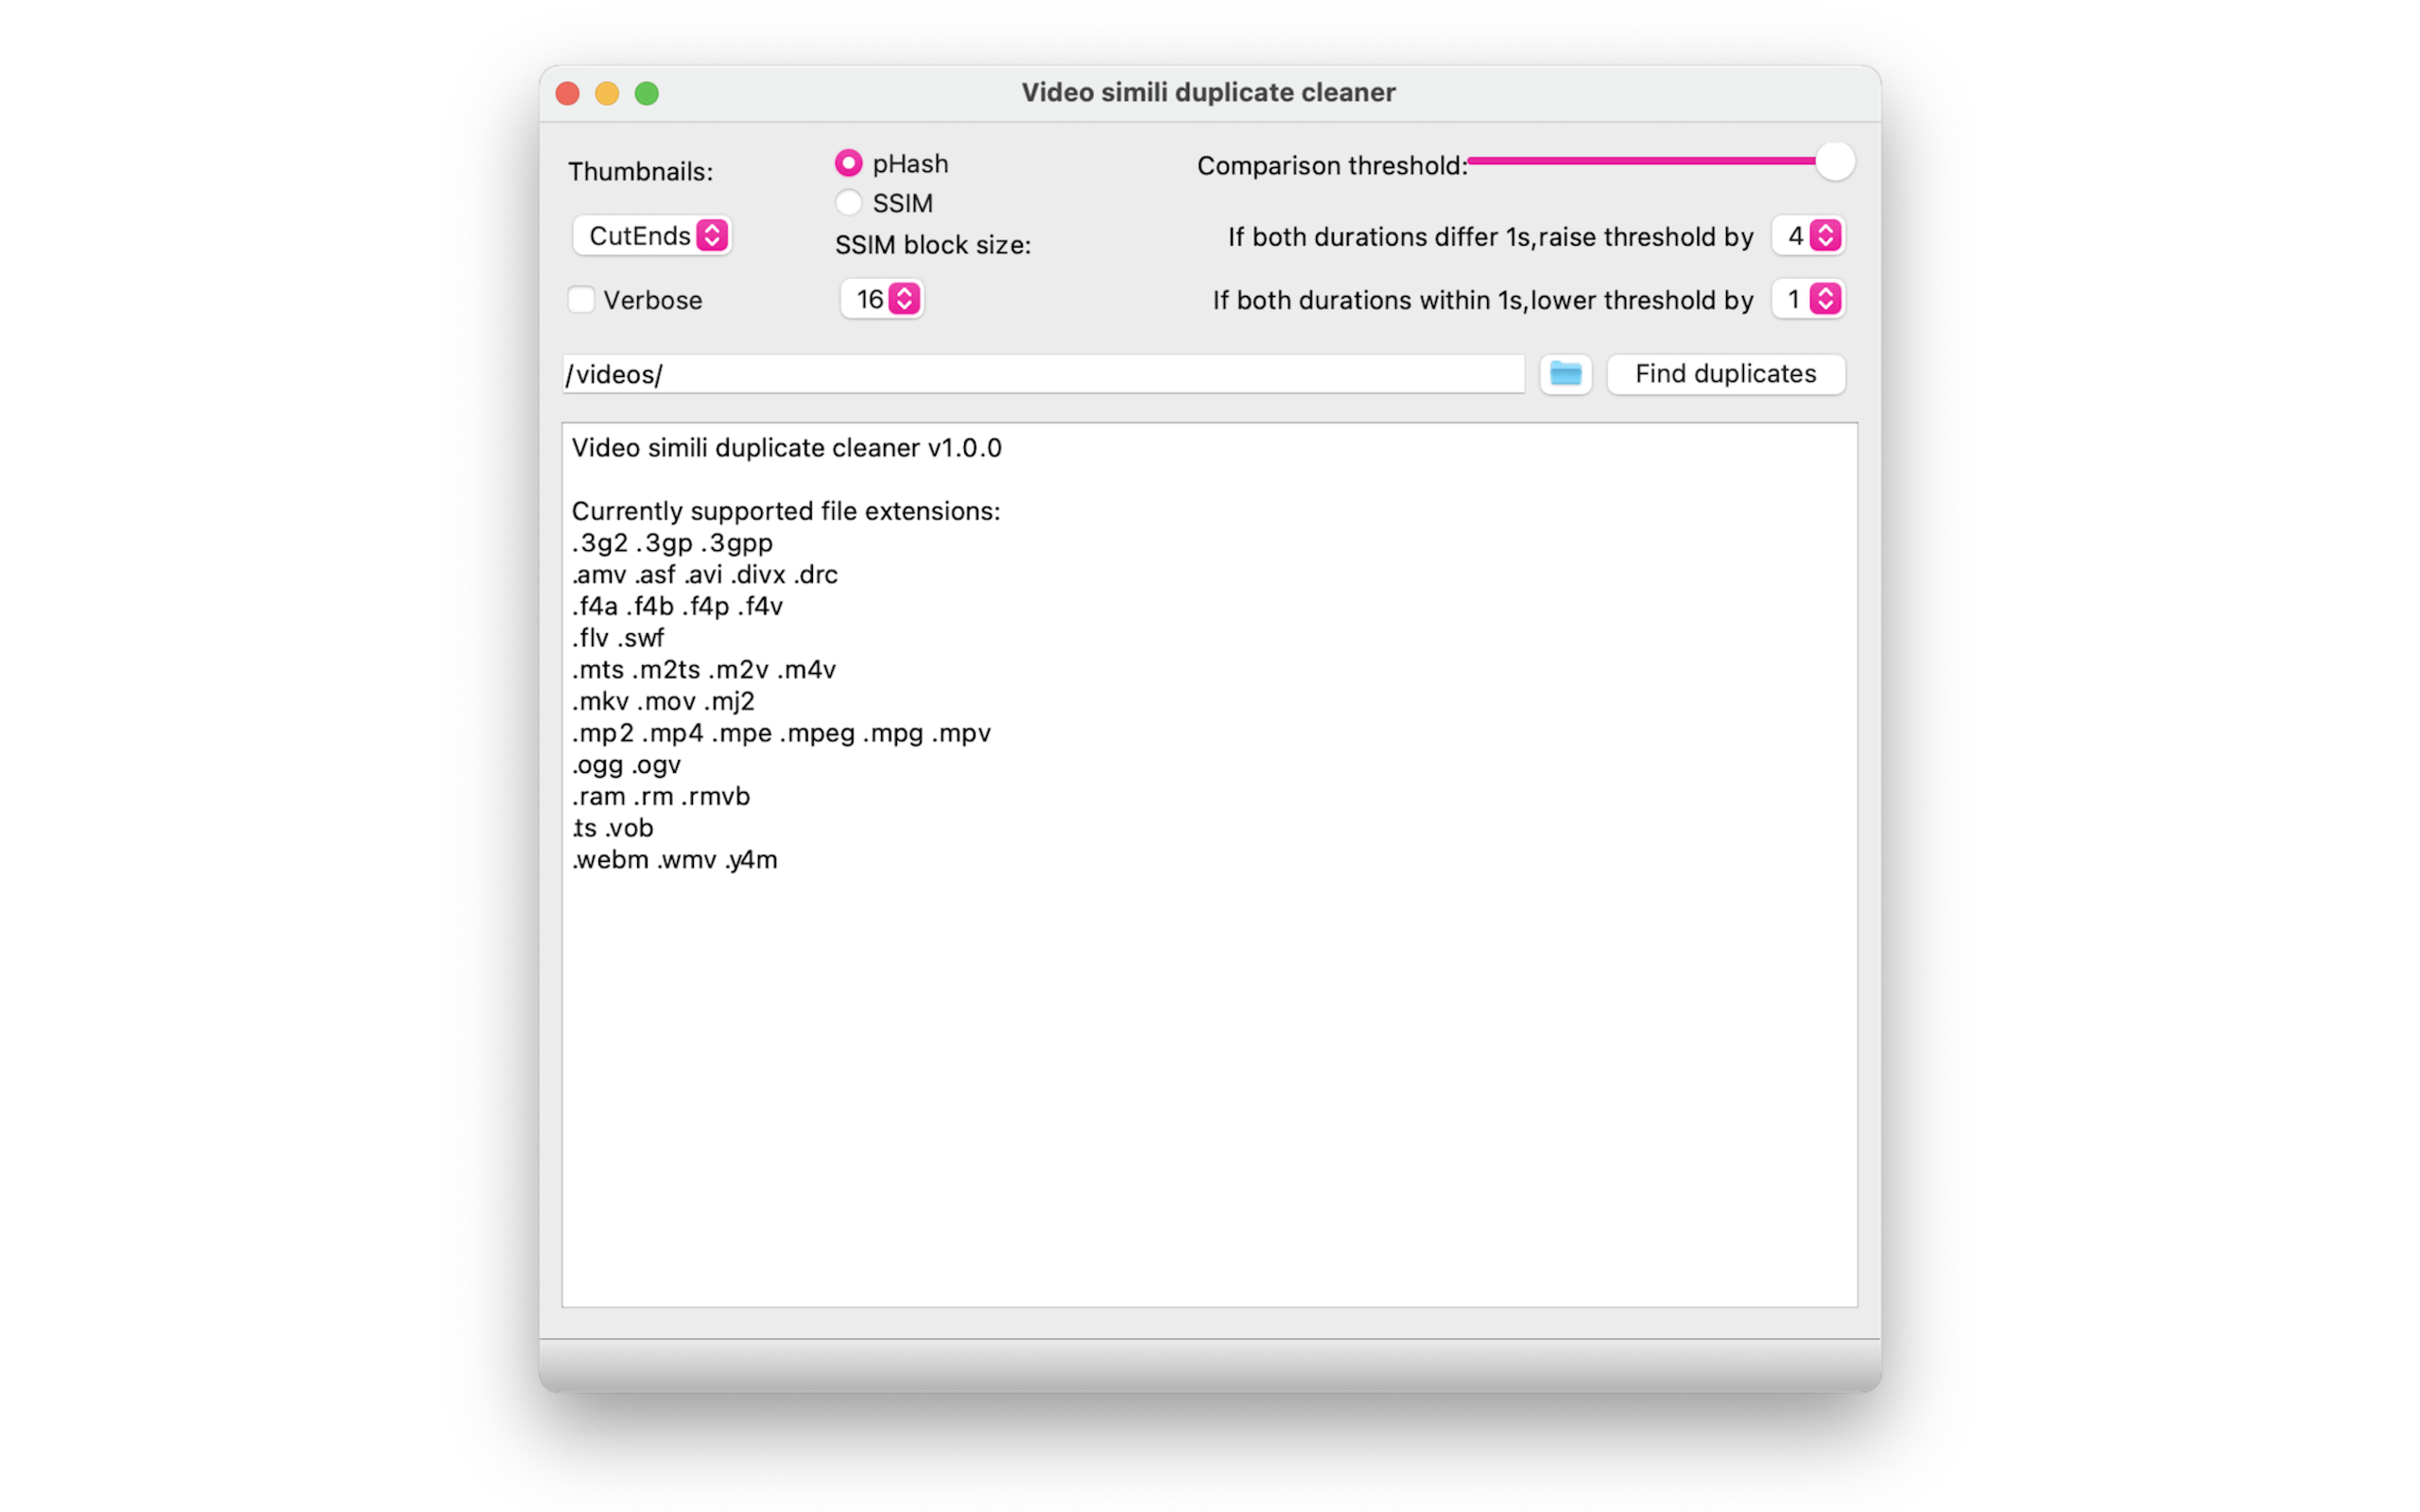 Video simili duplicate cleaner
Thumbnails:
CutEnds
Verbose
pHash
SSIM
SSIM block size:
16
Comparison threshold:
If both durations differ 1s,raise threshold by 4
If both durations within 1s,lower threshold by 1
/videos/
Find duplicates
Video simili duplicate cleaner v1.0.0
Currently supported file extensions:
.3g2 .3gp .3gpp
.amv .asf .avi .divx .drc
.f4a .f4b .f4p .f4v
.flv .swf
.mts .m2ts .m2v .m4v
.mkv .mov .mj2
.mp2 .mp4 .mpe .mpeg .mpg .mpv
.ogg .ogv
.ram .rm .rmvb
.ts .vob
.webm .wmv .y4m